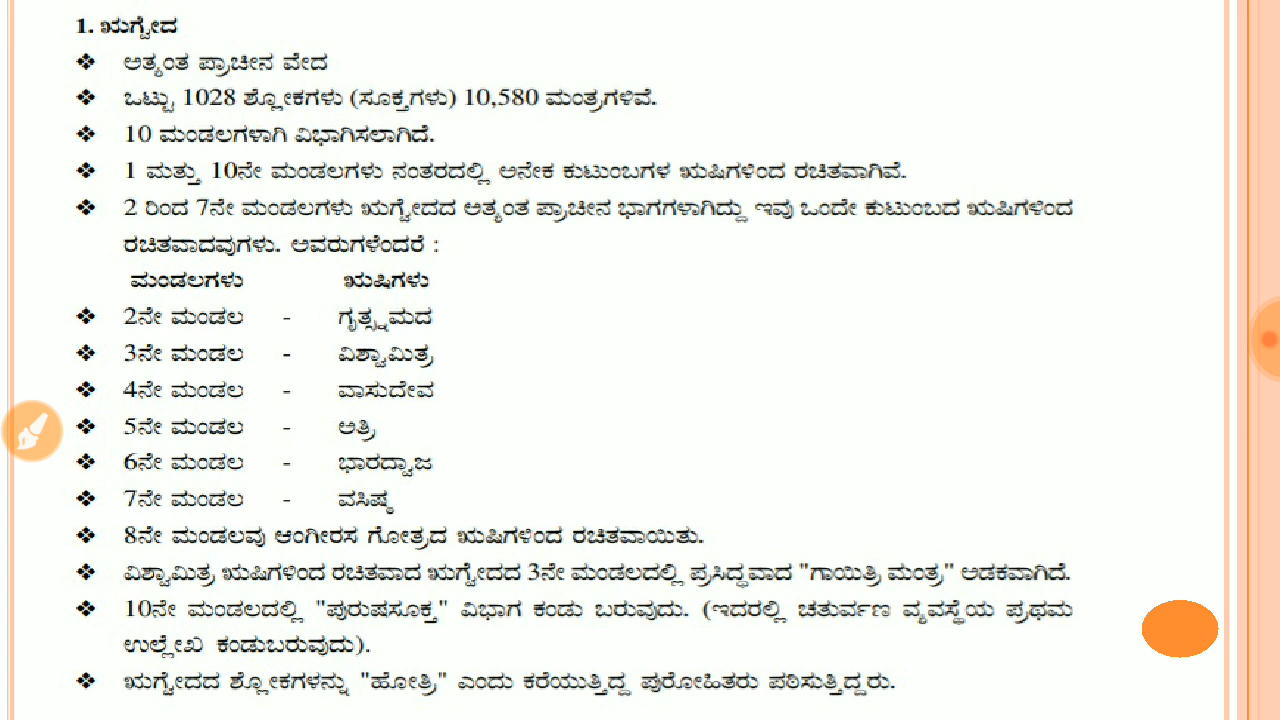 1. ಋಗ್ವೇದ
❖ ಅತ್ಯಂತ ಪ್ರಾಚೀನ ವೇದ
❖ ಒಟ್ಟು 1028 ಶ್ಲೋಕಗಳು (ಸೂಕ್ತಗಳು) 10,580 ಮಂತ್ರಗಳಿವೆ.
❖ 10 ಮಂಡಲಗಳಾಗಿ ವಿಭಾಗಿಸಲಾಗಿದೆ.
❖ 1 ಮತ್ತು 10ನೇ ಮಂಡಲಗಳು ನಂತರದಲ್ಲಿ ಅನೇಕ ಕುಟುಂಬಗಳ ಋಷಿಗಳಿಂದ ರಚಿತವಾಗಿವೆ.
❖ 2 ರಿಂದ 7ನೇ ಮಂಡಲಗಳು ಋಗ್ವೇದದ ಅತ್ಯಂತ ಪ್ರಾಚೀನ ಭಾಗಗಳಾಗಿದ್ದು ಇವು ಒಂದೇ ಕುಟುಂಬದ ಋಷಿಗಳಿಂದ
ರಚಿತವಾದವುಗಳು. ಅವರುಗಳೆಂದರೆ :
ಮಂಡಲಗಳು ಋಷಿಗಳು
❖ 2ನೇ ಮಂಡಲ - ಗೃತ್ಸ್ನಮದ
❖ 3ನೇ ಮಂಡಲ - ವಿಶ್ವಾಮಿತ್ರ
❖ 4ನೇ ಮಂಡಲ - ವಾಸುದೇವ
❖ 5ನೇ ಮಂಡಲ - ಅತ್ರಿ
❖ 6ನೇ ಮಂಡಲ - ಭಾರದ್ವಾಜ
❖ 7ನೇ ಮಂಡಲ - ವಸಿಷ್ಠ
❖ 8ನೇ ಮಂಡಲವು ಆಂಗೀರಸ ಗೋತ್ರದ ಋಷಿಗಳಿಂದ ರಚಿತವಾಯಿತು.
❖ ವಿಶ್ವಾಮಿತ್ರ ಋಷಿಗಳಿಂದ ರಚಿತವಾದ ಋಗ್ವೇದದ 3ನೇ ಮಂಡಲದಲ್ಲಿ ಪ್ರಸಿದ್ಧವಾದ "ಗಾಯಿತ್ರಿ ಮಂತ್ರ" ಅಡಕವಾಗಿದೆ.
❖ 10ನೇ ಮಂಡಲದಲ್ಲಿ "ಪುರುಷಸೂಕ್ತ" ವಿಭಾಗ ಕಂಡು ಬರುವುದು. (ಇದರಲ್ಲಿ ಚತುರ್ವಣ ವ್ಯವಸ್ಥೆಯ ಪ್ರಥಮ
ಉಲ್ಲೇಖ ಕಂಡುಬರುವುದು).
❖ ಋಗ್ವೇದದ ಶ್ಲೋಕಗಳನ್ನು "ಹೋತ್ರಿ" ಎಂದು ಕರೆಯುತ್ತಿದ್ದ ಪುರೋಹಿತರು ಪಠಿಸುತ್ತಿದ್ದರು.